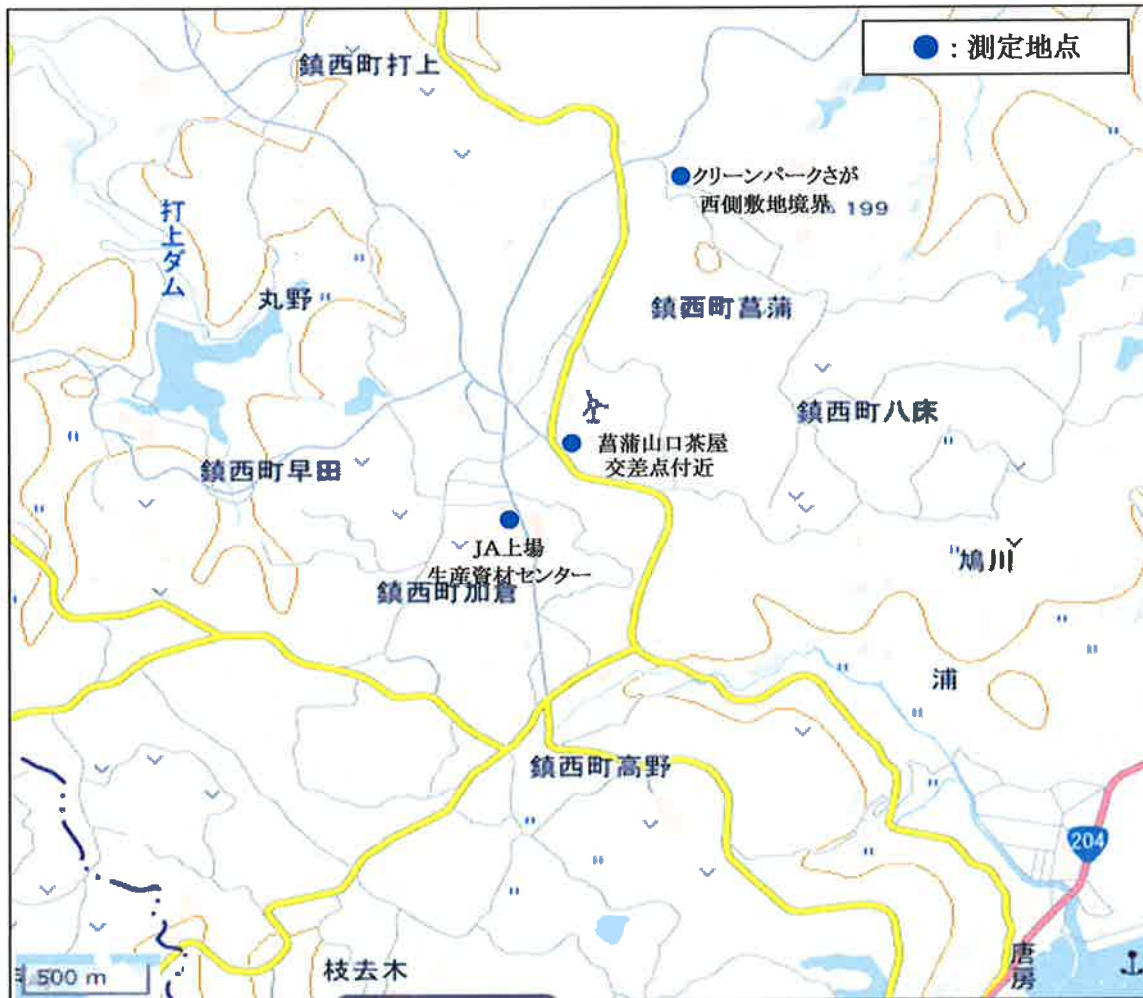 ●：測定地点
鎮西町打上
クリーンパークさが
西側敷地境界
199
打上ダム
丸野
鎮西町菖蒲
鎮西町八床
菖蒲山口茶屋
交差点付近
鎮西町早田
JA上場
生産資材センター
鎮西町加倉
鳩川
浦
鎮西町高野
204
唐房
500 m
枝去木